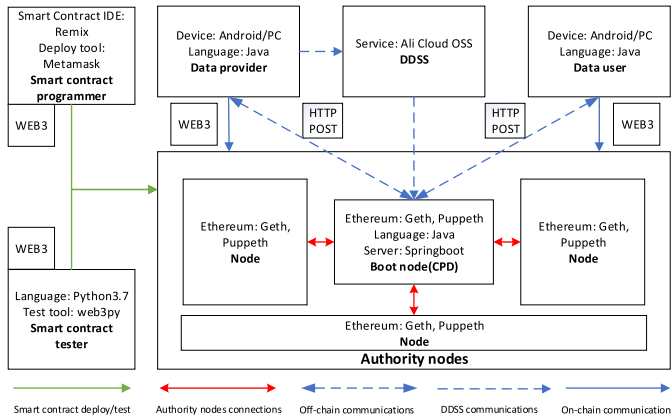 Smart Contract IDE:
Remix
Deploy tool:
Metamask
Smart contract
programmer
WEB3
Device: Android/PC
Language: Java
Data provider
Service: Ali Cloud OSS
DDSS
Device: Android/PC
Language: Java
Data user
WEB3
HTTP
POST
HTTP
POST
WEB3
Ethereum: Geth,
Puppeth
Node
Ethereum: Geth, Puppeth
Language: Java
Server: Springboot
Boot node(CPD)
Ethereum: Geth,
Puppeth
Node
WEB3
Language: Python3.7
Test tool: web3py
Smart contract
tester
Ethereum: Geth, Puppeth
Node
Authority nodes
Smart contract deploy/test
Authority nodes connections
Off-chain communications
DDSS communications
On-chain communications